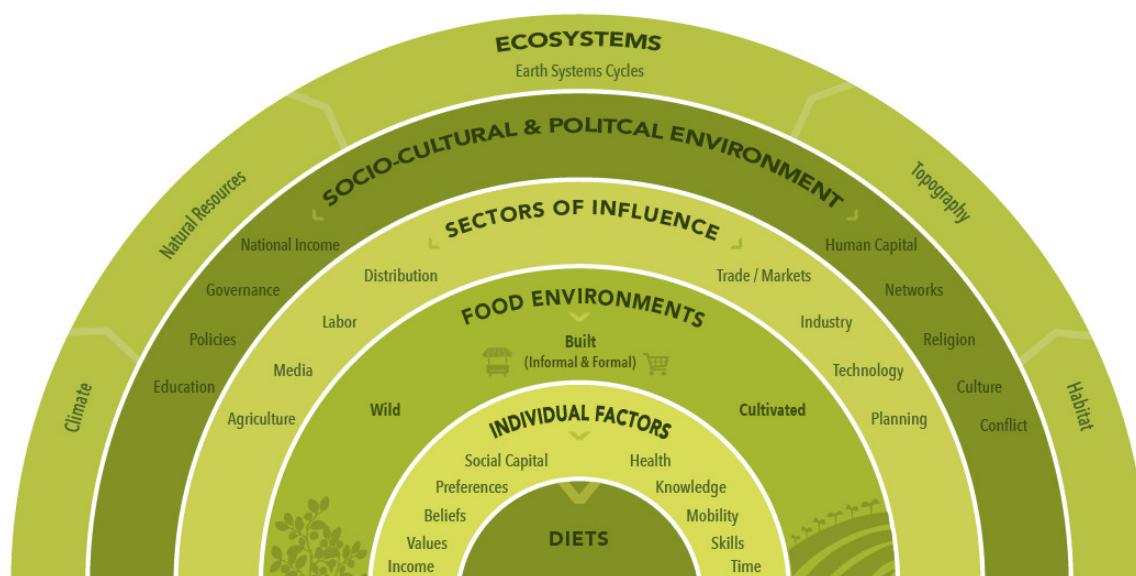 ECOSYSTEMS
Earth Systems Cycles
Natural Resources
Climate
Topography
Habitat
SOCIO-CULTURAL & POLITCAL ENVIRONMENT
National Income
Governance
Policies
Education
Human Capital
Networks
Religion
Culture
Conflict
SECTORS OF INFLUENCE
Distribution
Labor
Media
Agriculture
Trade / Markets
Industry
Technology
Planning
FOOD ENVIRONMENTS
Built
(Informal & Formal)
Wild
Cultivated
INDIVIDUAL FACTORS
Social Capital
Preferences
Beliefs
Values
Income
Health
Knowledge
Mobility
Skills
Time
DIETS